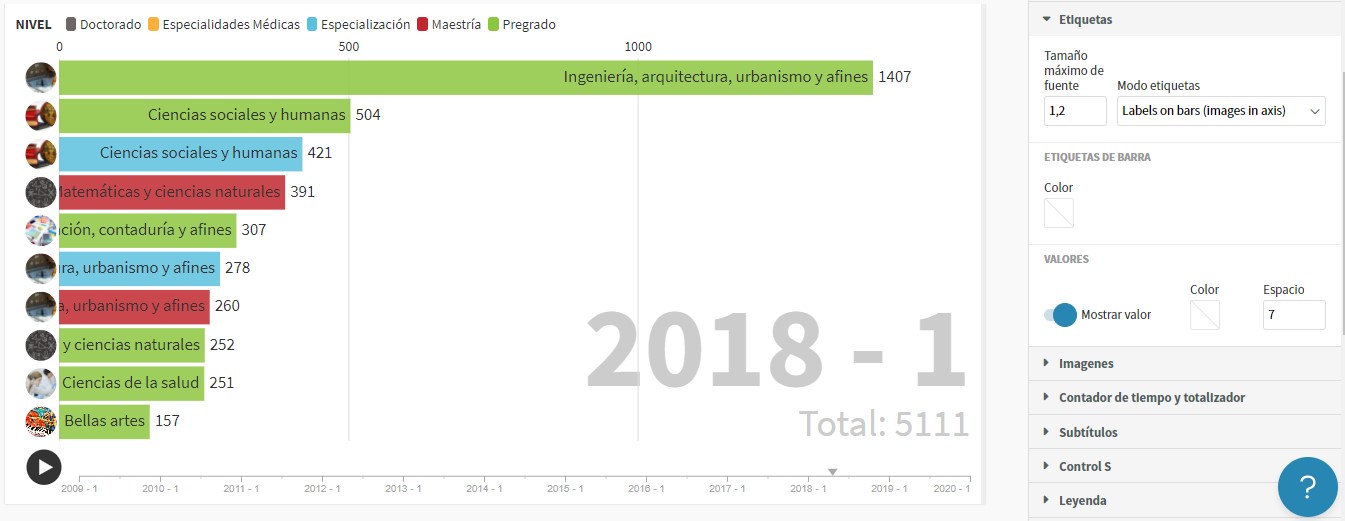 NIVEL Doctorado Especialidades Médicas Especialización Maestría Pregrado
0 500 1000
Ingeniería, arquitectura, urbanismo y afines 1407
Ciencias sociales y humanas 504
Ciencias sociales y humanas 421
Matemáticas y ciencias naturales 391
ción, contaduría y afines 307
ra, urbanismo y afines 278
a, urbanismo y afines 260
y ciencias naturales 252
Ciencias de la salud 251
Bellas artes 157
2018 - 1
Total: 5111
2009 - 1 2010 - 1 2011 - 1 2012 - 1 2013 - 1 2014 - 1 2015 - 1 2016 - 1 2017 - 1 2018 - 1 2019 - 1 2020 - 1
Etiquetas
Tamaño
máximo de
fuente
Modo etiquetas
1,2
Labels on bars (images in axis)
ETIQUETAS DE BARRA
Color
VALORES
Color Espacio
Mostrar valor
7
Imagenes
Contador de tiempo y totalizador
Subtítulos
Control S
Leyenda
?